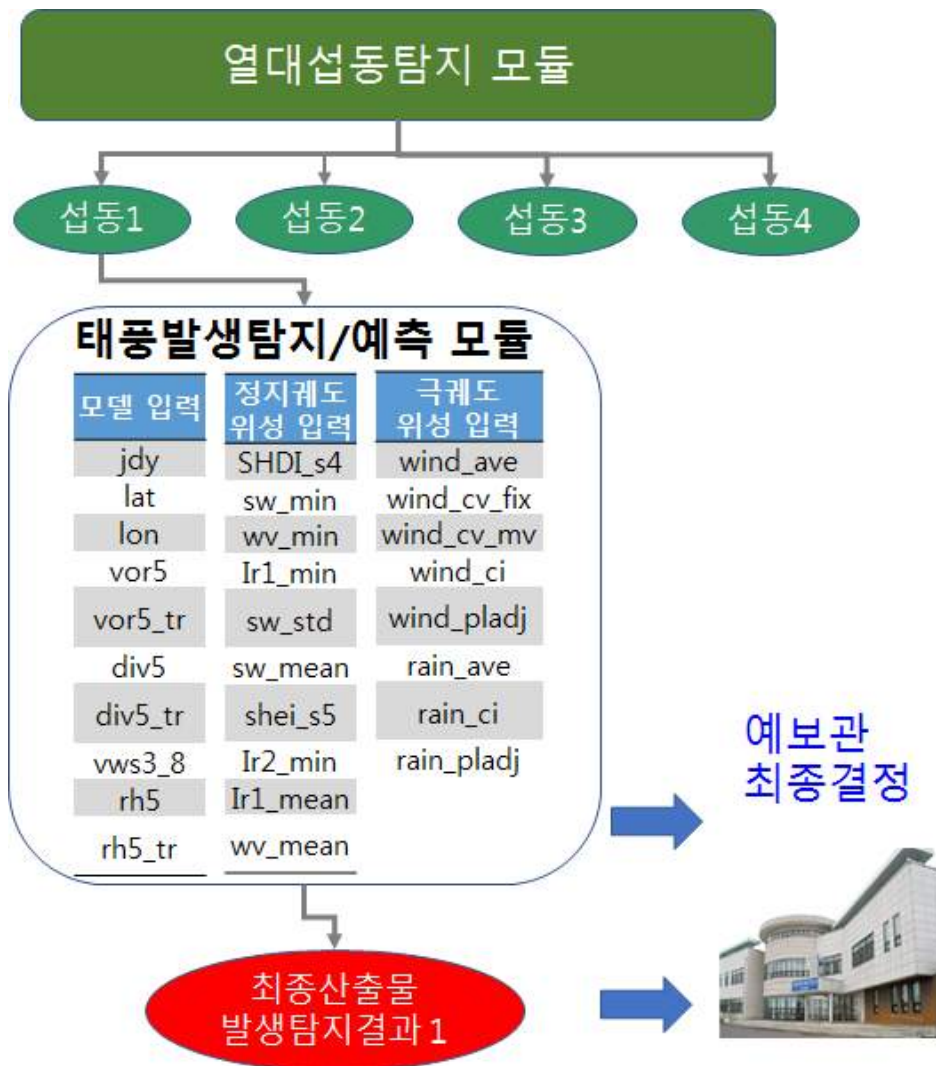 열대섭동탐지 모듈
섭동1
섭동2
섭동3
섭동4
태풍발생탐지/예측 모듈
모델 입력
jdy
lat
lon
vor5
vor5_tr
div5
div5_tr
vws3_8
rh5
rh5_tr
정지궤도
위성 입력
SHDI_s4
sw_min
wv_min
Ir1_min
sw_std
sw_mean
shei_s5
Ir2_min
Ir1_mean
wv_mean
극궤도
위성 입력
wind_ave
wind_cv_fix
wind_cv_mv
wind_ci
wind_pladj
rain_ave
rain_ci
rain_pladj
예보관
최종결정
최종산출물
발생탐지결과 1